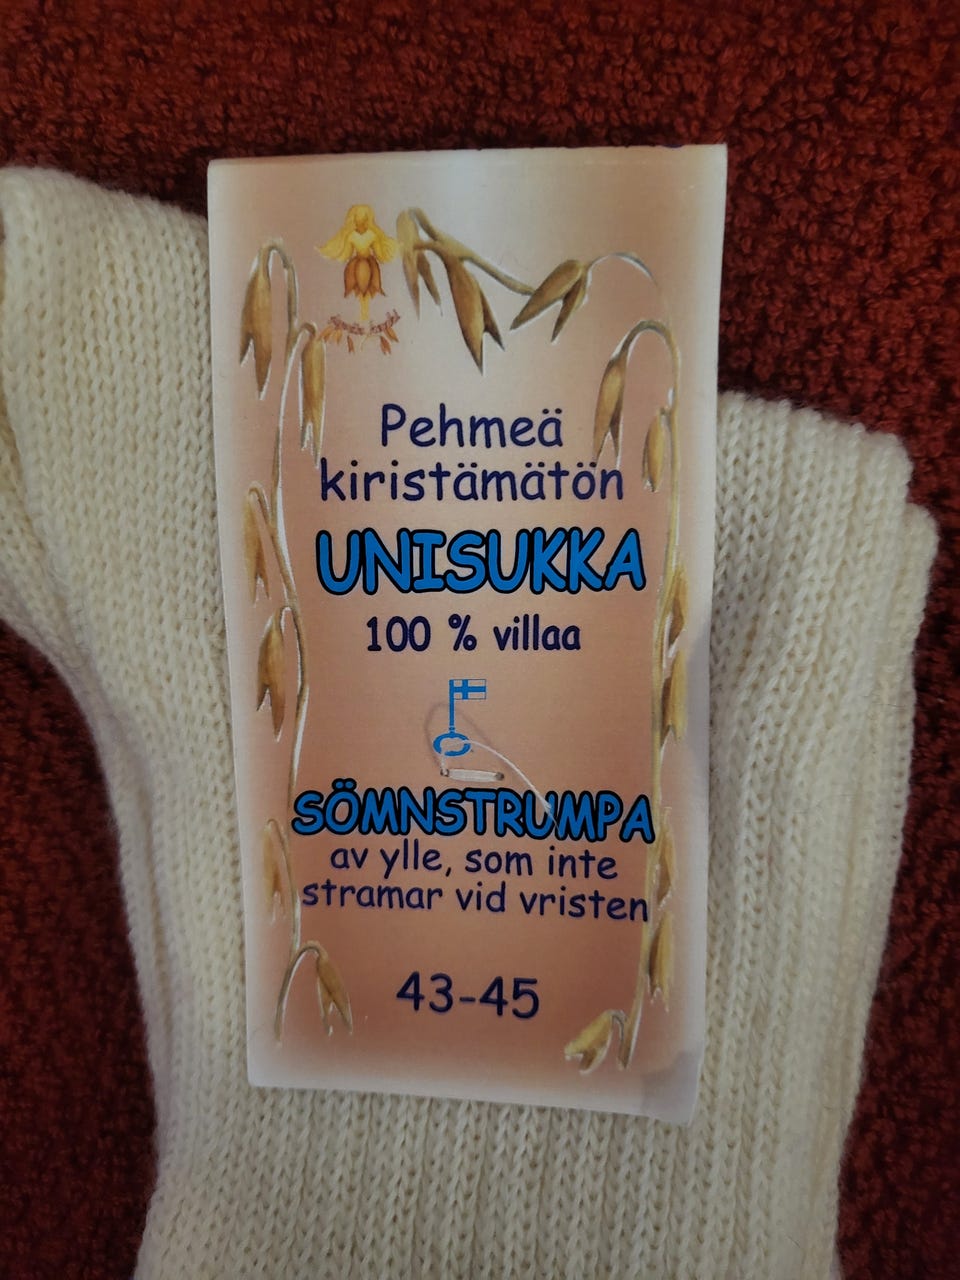 Pehmeä
kiristämätön
UNISUKKA
100 % villaa
SÖMNSTRUMPA
av ylle, som inte
stramar vid vristen
43-45